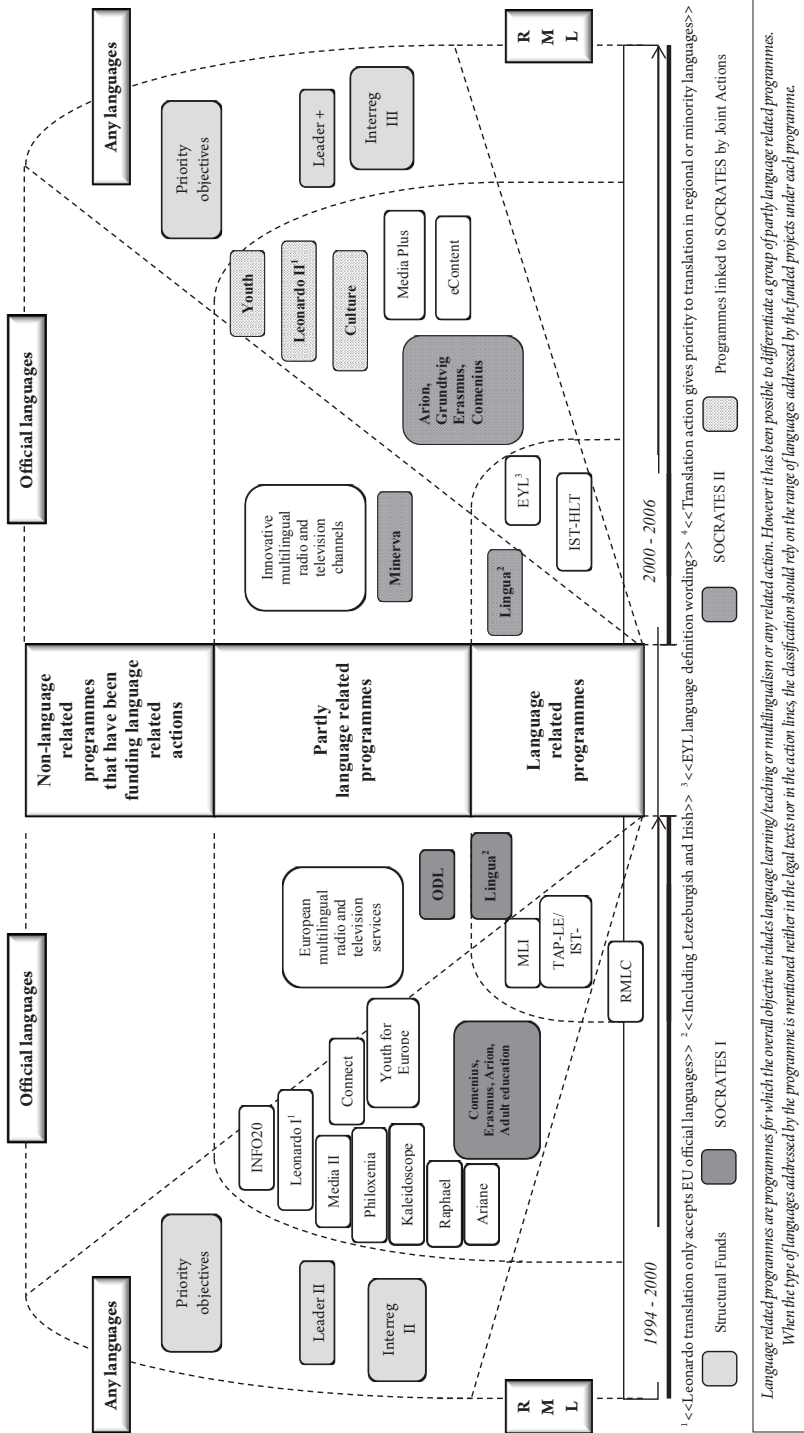 Official languages
Official languages
Any languages
Any languages
R
M
L
R
M
L
Non-language
related
programmes
that have been
funding language
related
actions
Partly
language related
programmes
Language
related
programmes
Priority
objectives
Leader II
Interreg
II
INFO20
Leonardo I¹
Media II
Philoxenia
Kaleidoscope
Raphael
Ariane
Connect
Youth for
Europe
Comenius,
Erasmus, Arion,
Adult education
European
multilingual
radio and
television
services
ODL
Lingua²
MLI
TAP-LE/
IST-
RMLC
1994 - 2000
Innovative
multilingual
radio and
television
channels
Minerva
Lingua²
EYL³
IST-HLT
Arion,
Grundtvig
Erasmus,
Comenius
Youth
Leonardo II¹
Culture
Media Plus
eContent
Priority
objectives
Leader +
Interreg
III
2000 - 2006
¹ <<Leonardo translation only accepts EU official languages>> ² <<Including Letzeburgish and Irish>> ³ <<EYL language definition wording>> ⁴ <<Translation action gives priority to translation in regional or minority languages>>
Structural Funds
SOCRATES I
SOCRATES II
Programmes linked to SOCRATES by Joint Actions
Language related programmes are programmes for which the overall objective includes language learning/teaching or multilingualism or any related action. However it has been possible to differentiate a group of partly language related programmes.
When the type of languages addressed by the programme is mentioned neither in the legal texts nor in the action lines, the classification should rely on the range of languages addressed by the funded projects under each programme.